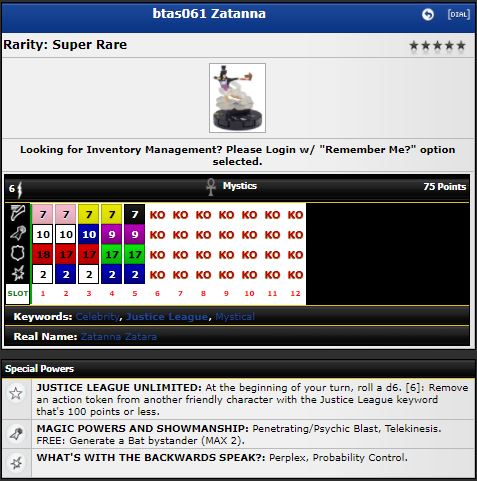 btas061 Zatanna [DIAL]
Rarity: Super Rare
Looking for Inventory Management? Please Login w/ "Remember Me?" option
selected.
6 Mystics 75 Points
7 7 7 7 7 KO KO KO KO KO KO KO
10 10 10 9 9 KO KO KO KO KO KO KO
18 17 17 17 17 KO KO KO KO KO KO KO
2 2 2 2 2 KO KO KO KO KO KO KO
SLOT 1 2 3 4 5 6 7 8 9 10 11 12
Keywords: Celebrity, Justice League, Mystical
Real Name: Zatanna Zatara
Special Powers
JUSTICE LEAGUE UNLIMITED: At the beginning of your turn, roll a d6. [6]: Remove
an action token from another friendly character with the Justice League keyword
that's 100 points or less.
MAGIC POWERS AND SHOWMANSHIP: Penetrating/Psychic Blast, Telekinesis.
FREE: Generate a Bat bystander (MAX 2).
WHAT'S WITH THE BACKWARDS SPEAK?: Perplex, Probability Control.